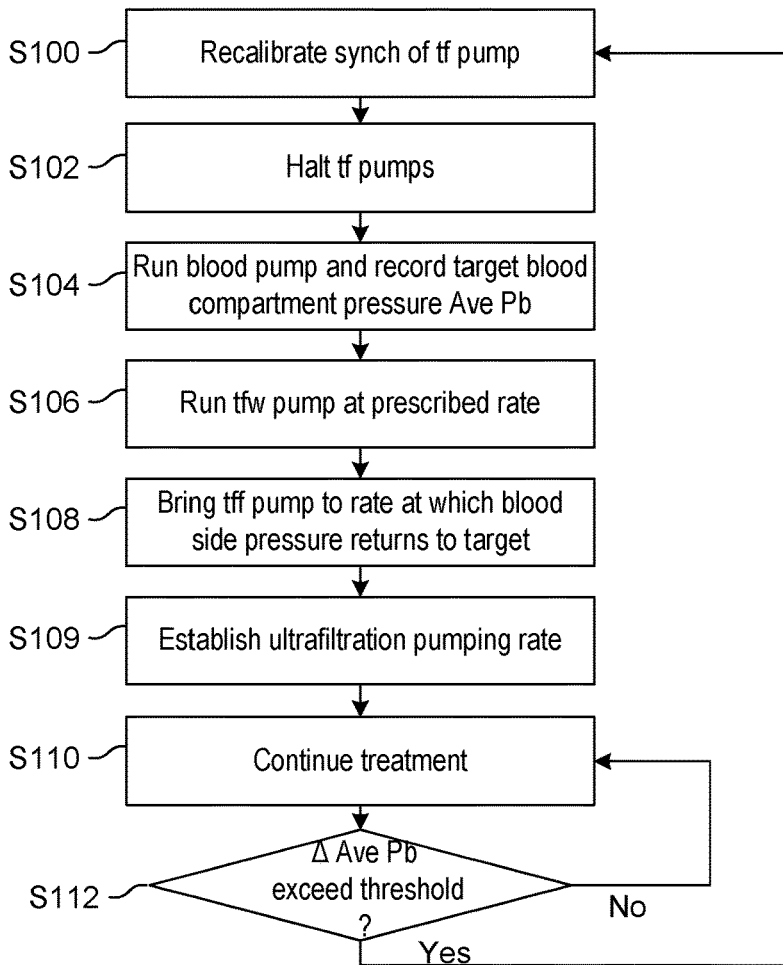 S100
Recalibrate synch of tf pump
S102
Halt tf pumps
S104
Run blood pump and record target blood
compartment pressure Ave Pb
S106
Run tfw pump at prescribed rate
S108
Bring tff pump to rate at which blood
side pressure returns to target
S109
Establish ultrafiltration pumping rate
S110
Continue treatment
S112
Δ Ave Pb
exceed threshold
?
No
Yes